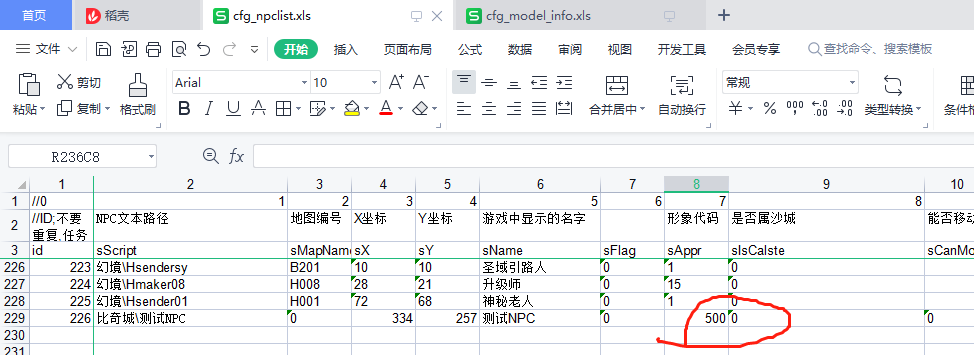 首页 稻壳 cfg_npclist.xls cfg_model_info.xls +
文件 开始 插入 页面布局 公式 数据 审阅 视图 开发工具 会员专享 查找命令、搜索模板
粘贴 剪切 复制 格式刷 Arial 10 A+ A- B I U A 合并居中 自动换行 常规 ¥ % 000 ←.0 .00 .00 →.0 类型转换 条件格
R236C8 fx
1 2 3 4 5 6 7 8 9 10
1 //0 1 2 3 4 5 6 7 8
2 //ID;不要重复,任务 NPC文本路径 地图编号 X坐标 Y坐标 游戏中显示的名字 形象代码 是否属沙城 能否移动
3 id sScript sMapName sX sY sName sFlag sAppr sIsCalste sCanMo
226 223 幻境\Hsendersy B201 10 10 圣域引路人 0 1 0
227 224 幻境\Hmaker08 H008 28 21 升级师 0 15 0
228 225 幻境\Hsender01 H001 72 68 神秘老人 0 1 0
229 226 比奇城\测试NPC 0 334 257 测试NPC 0 500 0 0
230
231